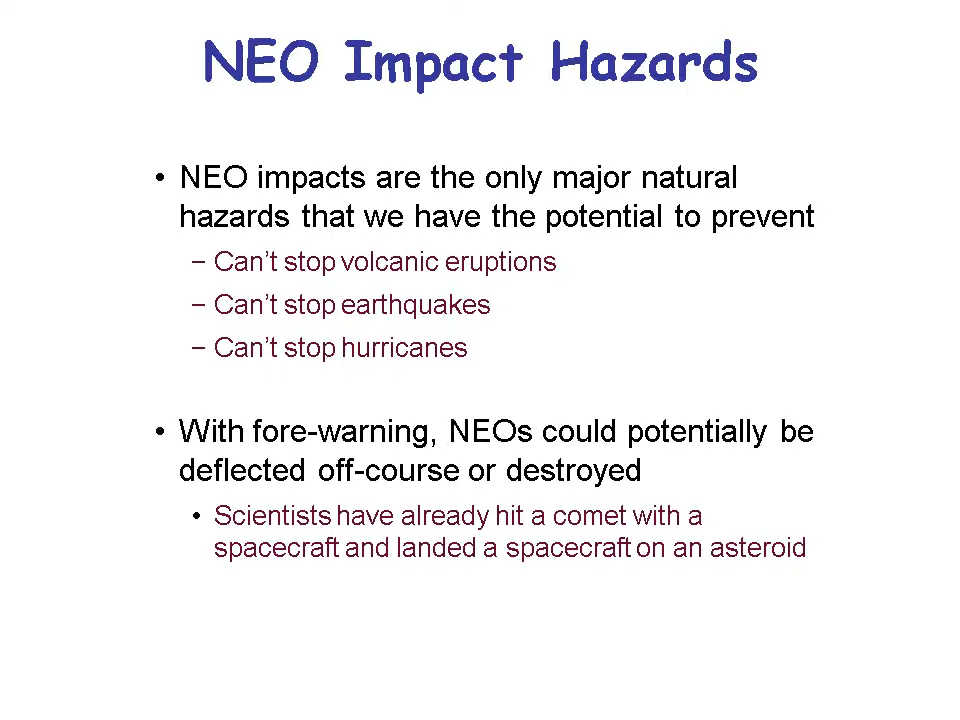 NEO Impact Hazards
• NEO impacts are the only major natural
hazards that we have the potential to prevent
– Can't stop volcanic eruptions
– Can't stop earthquakes
– Can't stop hurricanes
• With fore-warning, NEOs could potentially be
deflected off-course or destroyed
• Scientists have already hit a comet with a
spacecraft and landed a spacecraft on an asteroid